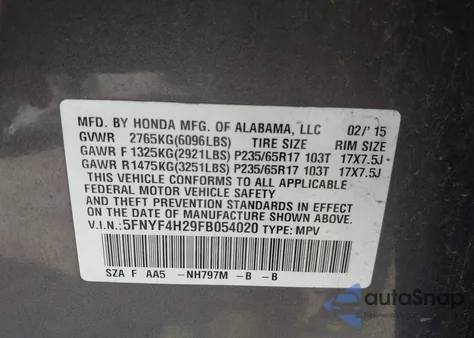 MFD. BY HONDA MFG. OF ALABAMA, LLC 02/'15
GVWR 2765KG(6096LBS) TIRE SIZE RIM SIZE
GAWR F 1325KG(2921LBS) P235/65R17 103T 17X7.5J
GAWR R1475KG(3251LBS) P235/65R17 103T 17X7.5J
THIS VEHICLE CONFORMS TO ALL APPLICABLE
FEDERAL MOTOR VEHICLE SAFETY
AND THEFT PREVENTION STANDARDS IN EFFECT ON
THE DATE OF MANUFACTURE SHOWN ABOVE.
V.I.N.: 5FNYF4H29FB054020 TYPE: MPV
SZA F AA5 -NH797M -B -B
autoSnap